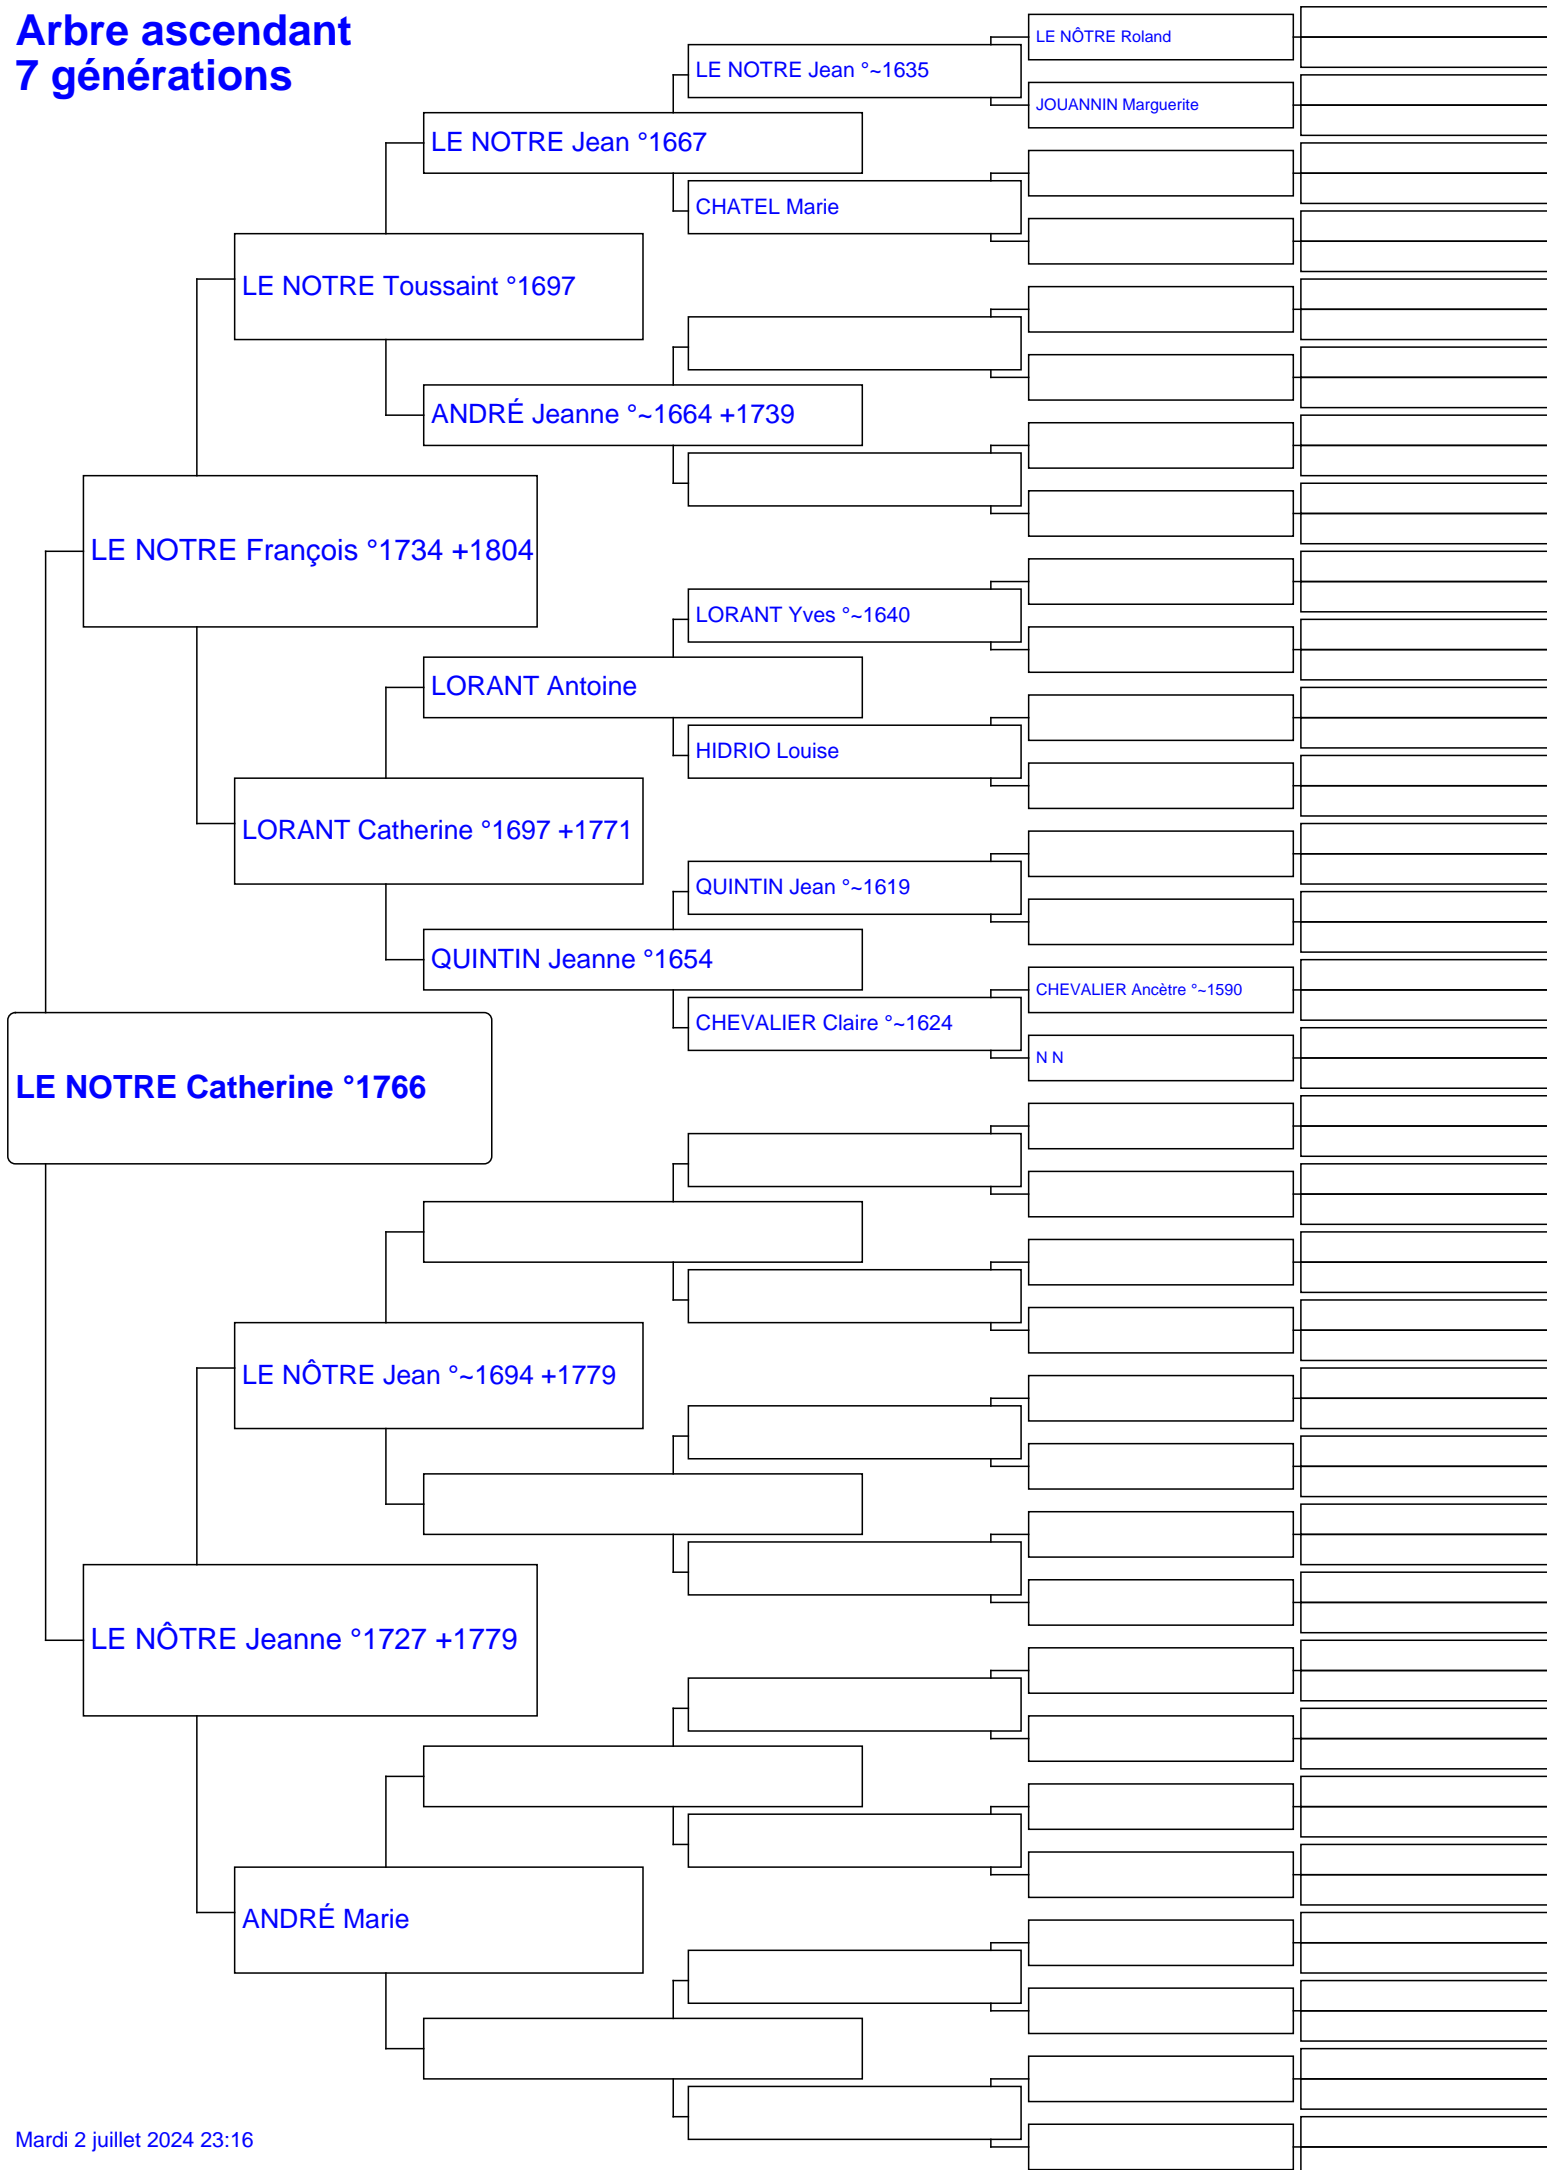 Arbre ascendant
7 générations
LE NÔTRE Roland
LE NOTRE Jean °~1635
JOUANNIN Marguerite
LE NOTRE Jean °1667
CHATEL Marie
LE NOTRE Toussaint °1697
ANDRÉ Jeanne °~1664 +1739
LE NOTRE François °1734 +1804
LORANT Yves °~1640
LORANT Antoine
HIDRIO Louise
LORANT Catherine °1697 +1771
QUINTIN Jean °~1619
QUINTIN Jeanne °1654
CHEVALIER Ancètre °~1590
CHEVALIER Claire °~1624
N N
LE NOTRE Catherine °1766
LE NÔTRE Jean °~1694 +1779
LE NÔTRE Jeanne °1727 +1779
ANDRÉ Marie
Mardi 2 juillet 2024 23:16